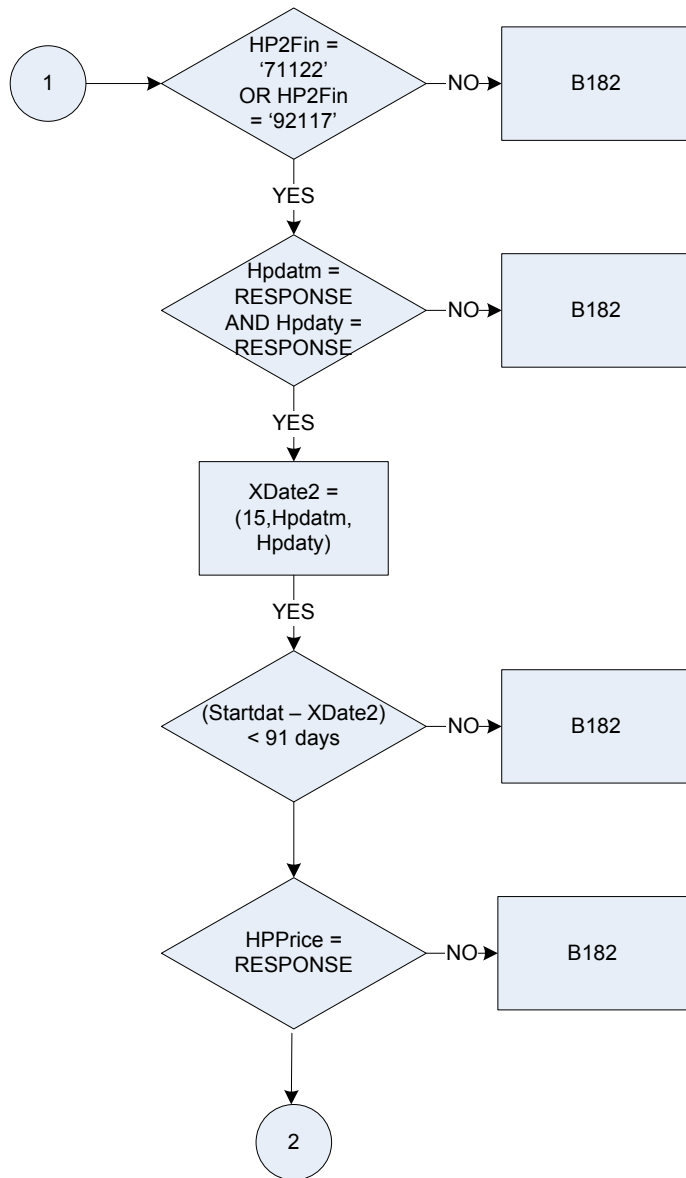 1
HP2Fin =
‘71122’
OR HP2Fin
= ‘92117’
NO
B182
YES
Hpdatm =
RESPONSE
AND Hpdaty =
RESPONSE
NO
B182
YES
XDate2 =
(15,Hpdatm,
Hpdaty)
YES
(Startdat – XDate2)
< 91 days
NO
B182
HPPrice =
RESPONSE
NO
B182
2